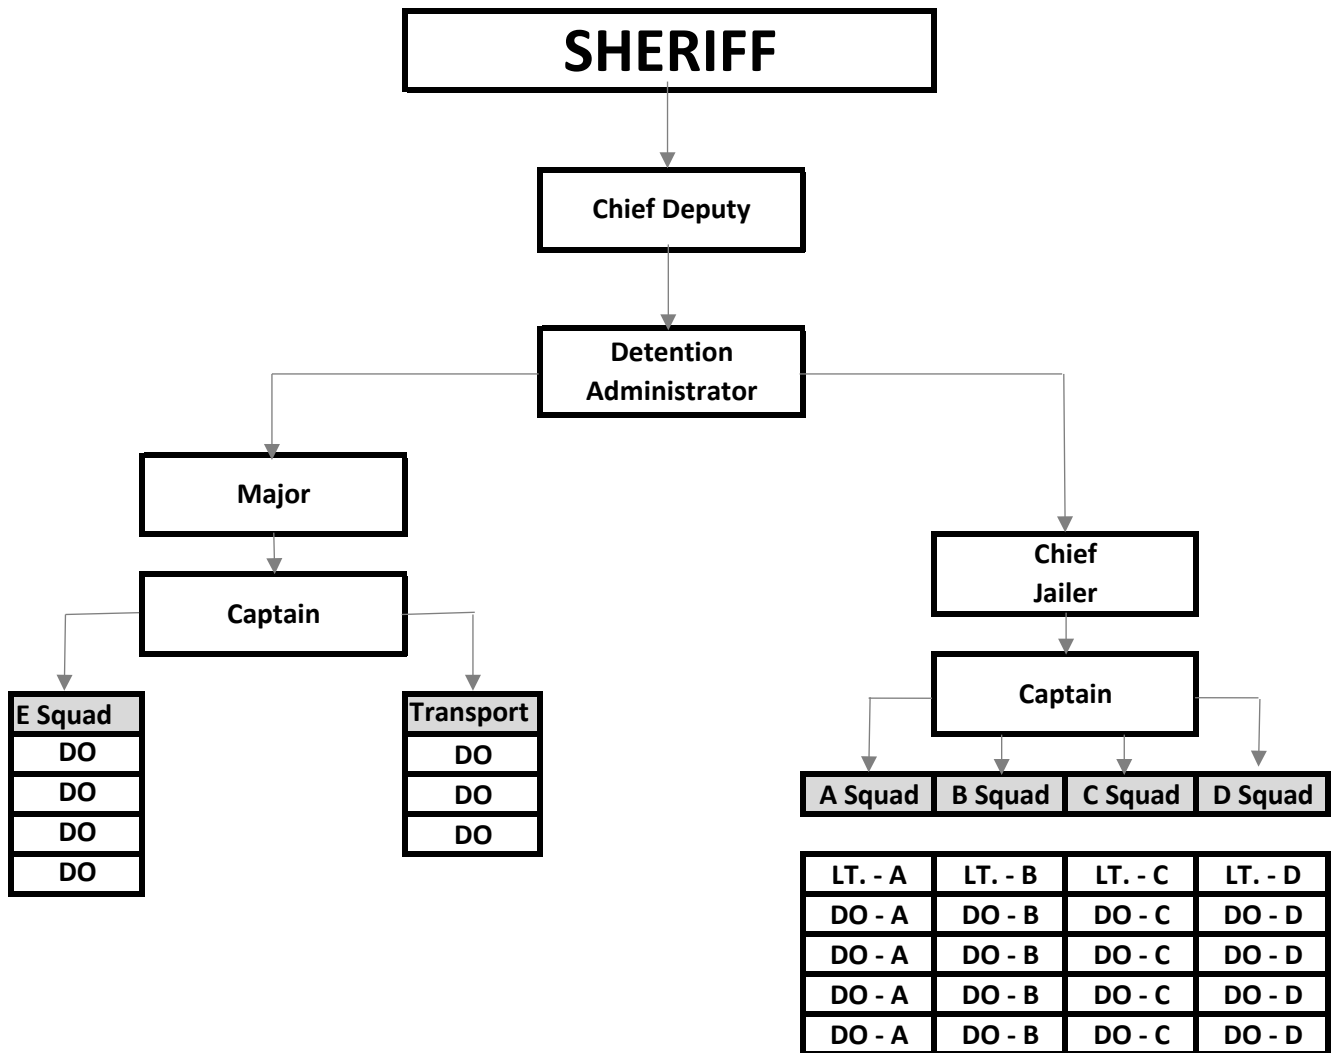 SHERIFF
Chief Deputy
Detention
Administrator
Major
Captain
E Squad
DO
DO
DO
DO
Transport
DO
DO
DO
Chief
Jailer
Captain
A Squad B Squad C Squad D Squad
LT. - A LT. - B LT. - C LT. - D
DO - A DO - B DO - C DO - D
DO - A DO - B DO - C DO - D
DO - A DO - B DO - C DO - D
DO - A DO - B DO - C DO - D